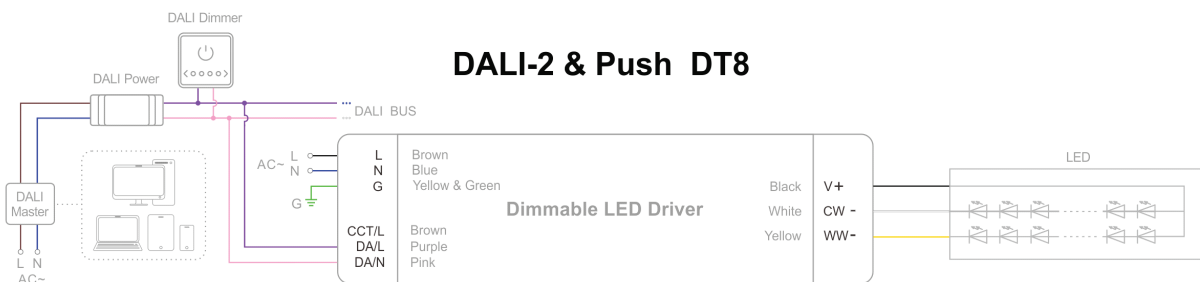 DALI Dimmer
DALI-2 & Push DT8
DALI Power
DALI BUS
AC~ L
N
G
L Brown
N Blue
G Yellow & Green
CCT/L Brown
DA/L Purple
DA/N Pink
Dimmable LED Driver
Black V+
White CW -
Yellow WW-
LED
DALI
Master
L N
AC~